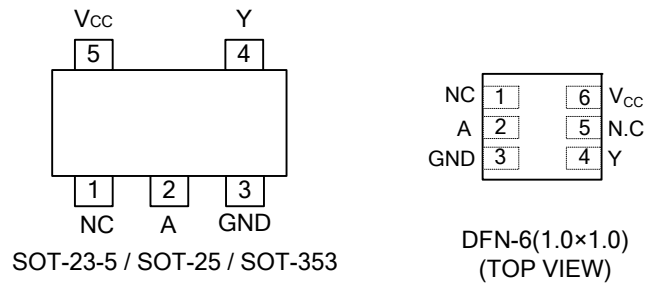 Vcc Y
5 4
1 2 3
NC A GND
SOT-23-5 / SOT-25 / SOT-353
NC 1 6 Vcc
A 2 5 N.C
GND 3 4 Y
DFN-6(1.0×1.0)
(TOP VIEW)